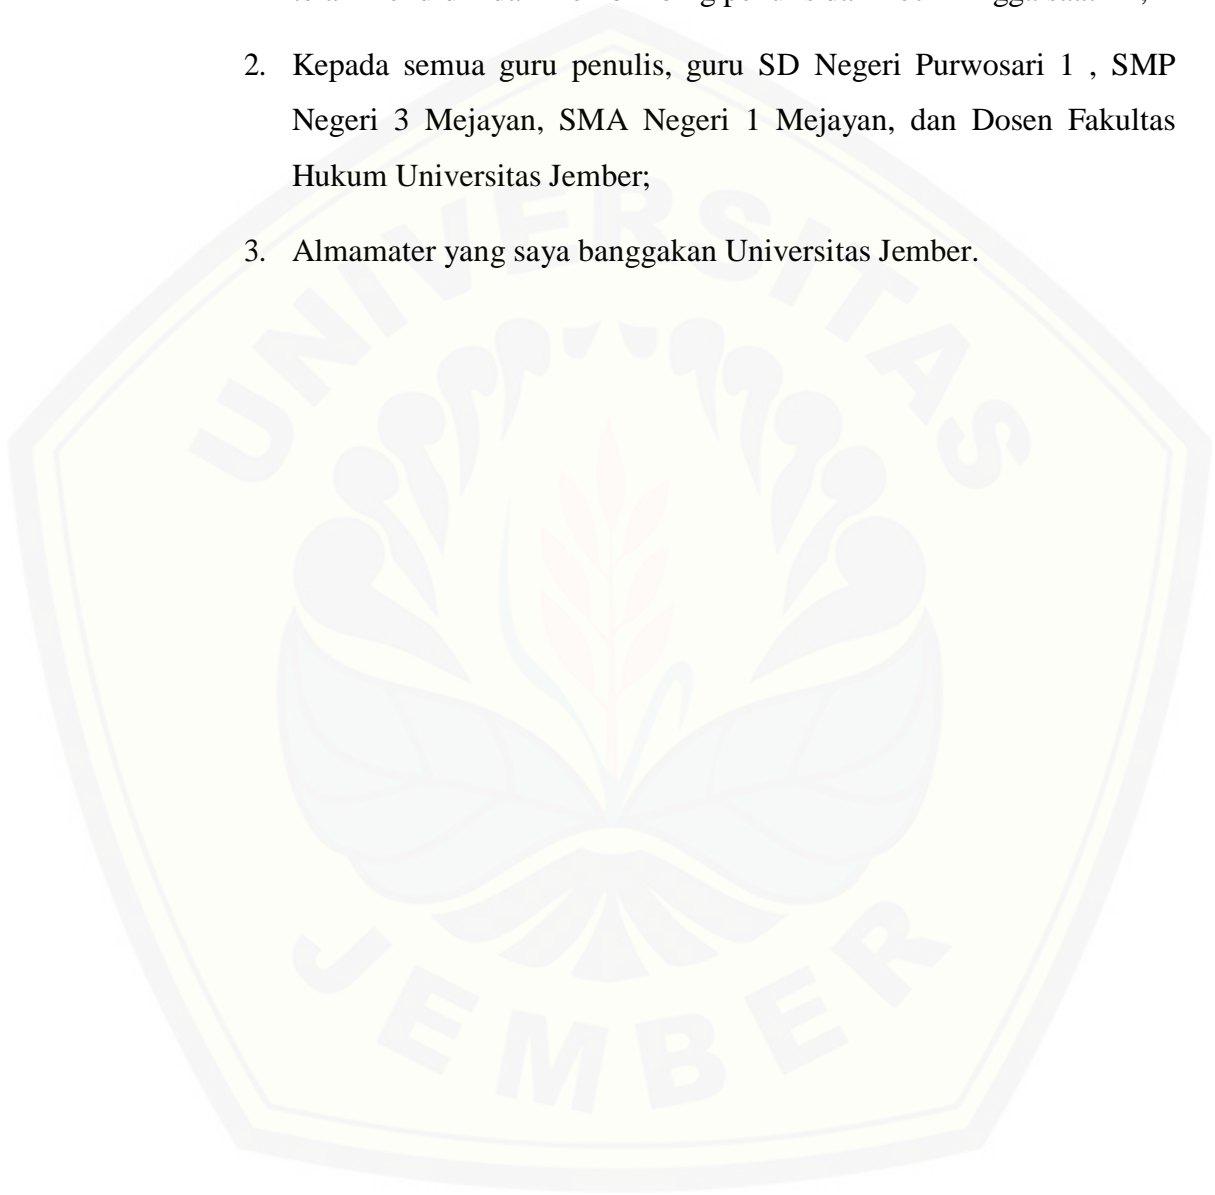 2. Kepada semua guru penulis, guru SD Negeri Purwosari 1 , SMP
Negeri 3 Mejayan, SMA Negeri 1 Mejayan, dan Dosen Fakultas
Hukum Universitas Jember;
3. Almamater yang saya banggakan Universitas Jember.
UNIVERSITAS
JEMBER